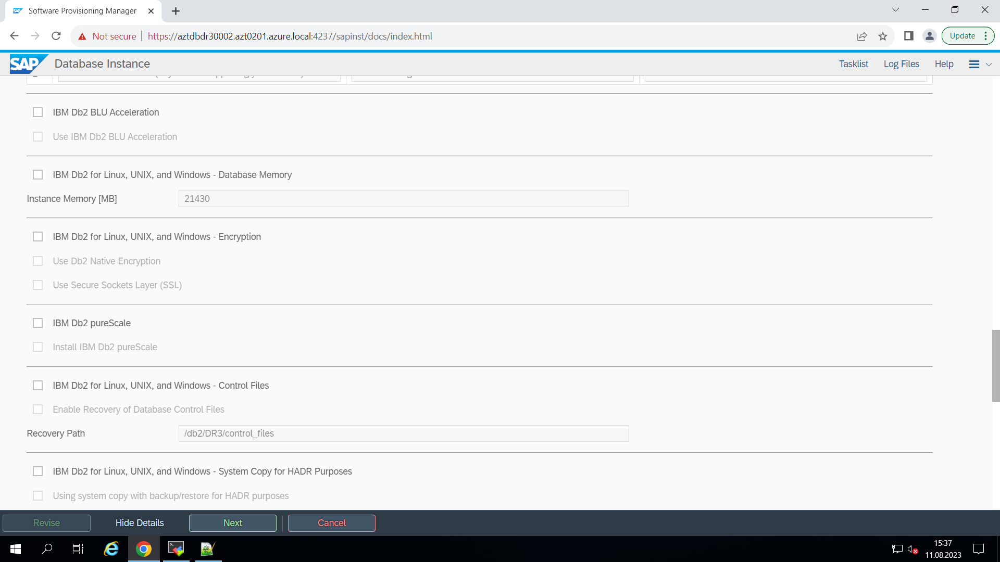 SAP Software Provisioning Manager
Not secure https://aztdbdr30002.azt0201.azure.local:4237/sapinst/docs/index.html
Update
SAP Database Instance
Tasklist Log Files Help
IBM Db2 BLU Acceleration
Use IBM Db2 BLU Acceleration
IBM Db2 for Linux, UNIX, and Windows - Database Memory
Instance Memory [MB] 21430
IBM Db2 for Linux, UNIX, and Windows - Encryption
Use Db2 Native Encryption
Use Secure Sockets Layer (SSL)
IBM Db2 pureScale
Install IBM Db2 pureScale
IBM Db2 for Linux, UNIX, and Windows - Control Files
Enable Recovery of Database Control Files
Recovery Path /db2/DR3/control_files
IBM Db2 for Linux, UNIX, and Windows - System Copy for HADR Purposes
Using system copy with backup/restore for HADR purposes
Revise Hide Details Next Cancel
15:37
11.08.2023